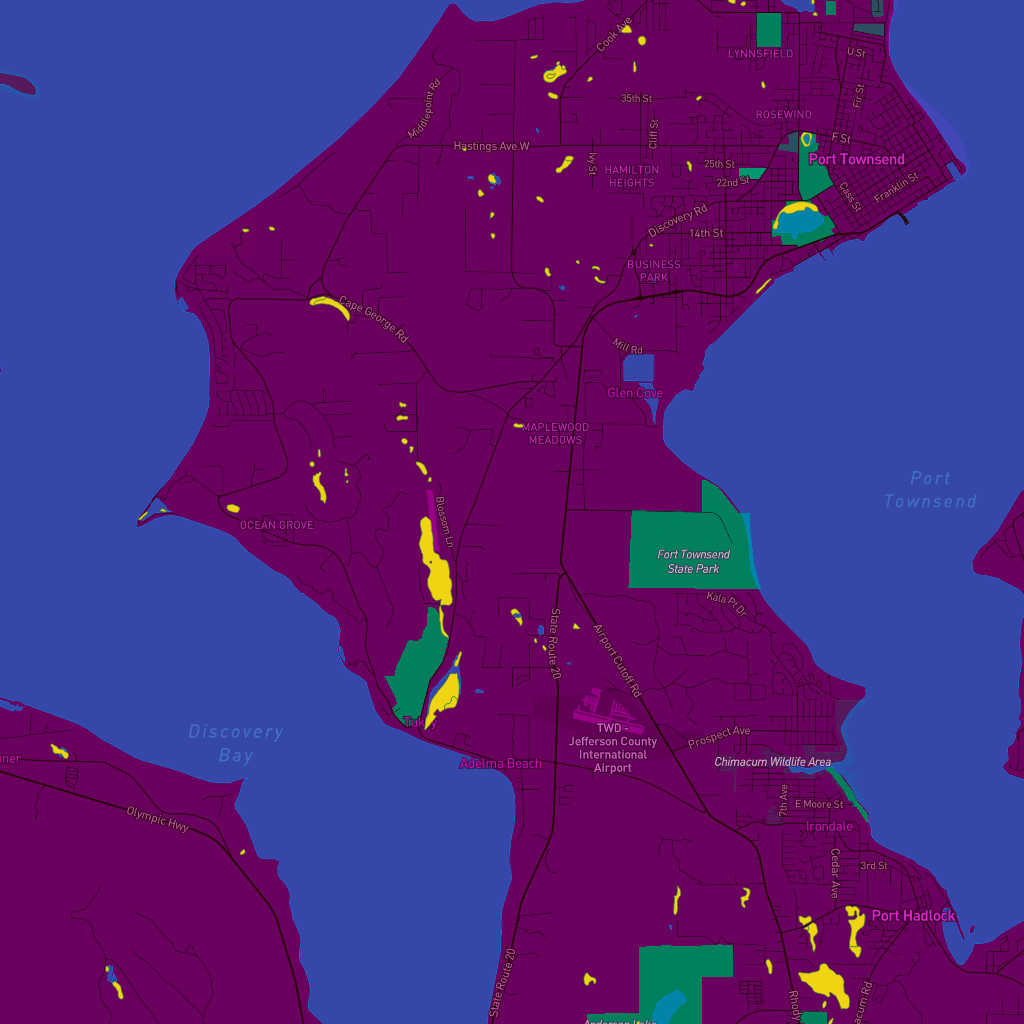 Cook Ave
LYNNSFIELD
U St
Middlepoint Rd
35th St
Fir St
ROSEWIND
Cliff St
F St
Hastings Ave W
Ivy St
HAMILTON
HEIGHTS
25th St
22nd St
Port Townsend
Cass St
Franklin St
Discovery Rd
14th St
BUSINESS
PARK
Cape George Rd
Mill Rd
Glen Cove
MAPLEWOOD
MEADOWS
Port
Townsend
Blossom Ln
OCEAN GROVE
Fort Townsend
State Park
Kala Pt Dr
State Route 20
Airport Cutoff Rd
Discovery
Bay
TWD -
Jefferson County
International
Airport
Prospect Ave
Adelma Beach
Chimacum Wildlife Area
Olympic Hwy
7th Ave
E Moore St
Irondale
Cedar Ave
3rd St
Port Hadlock
State Route 20